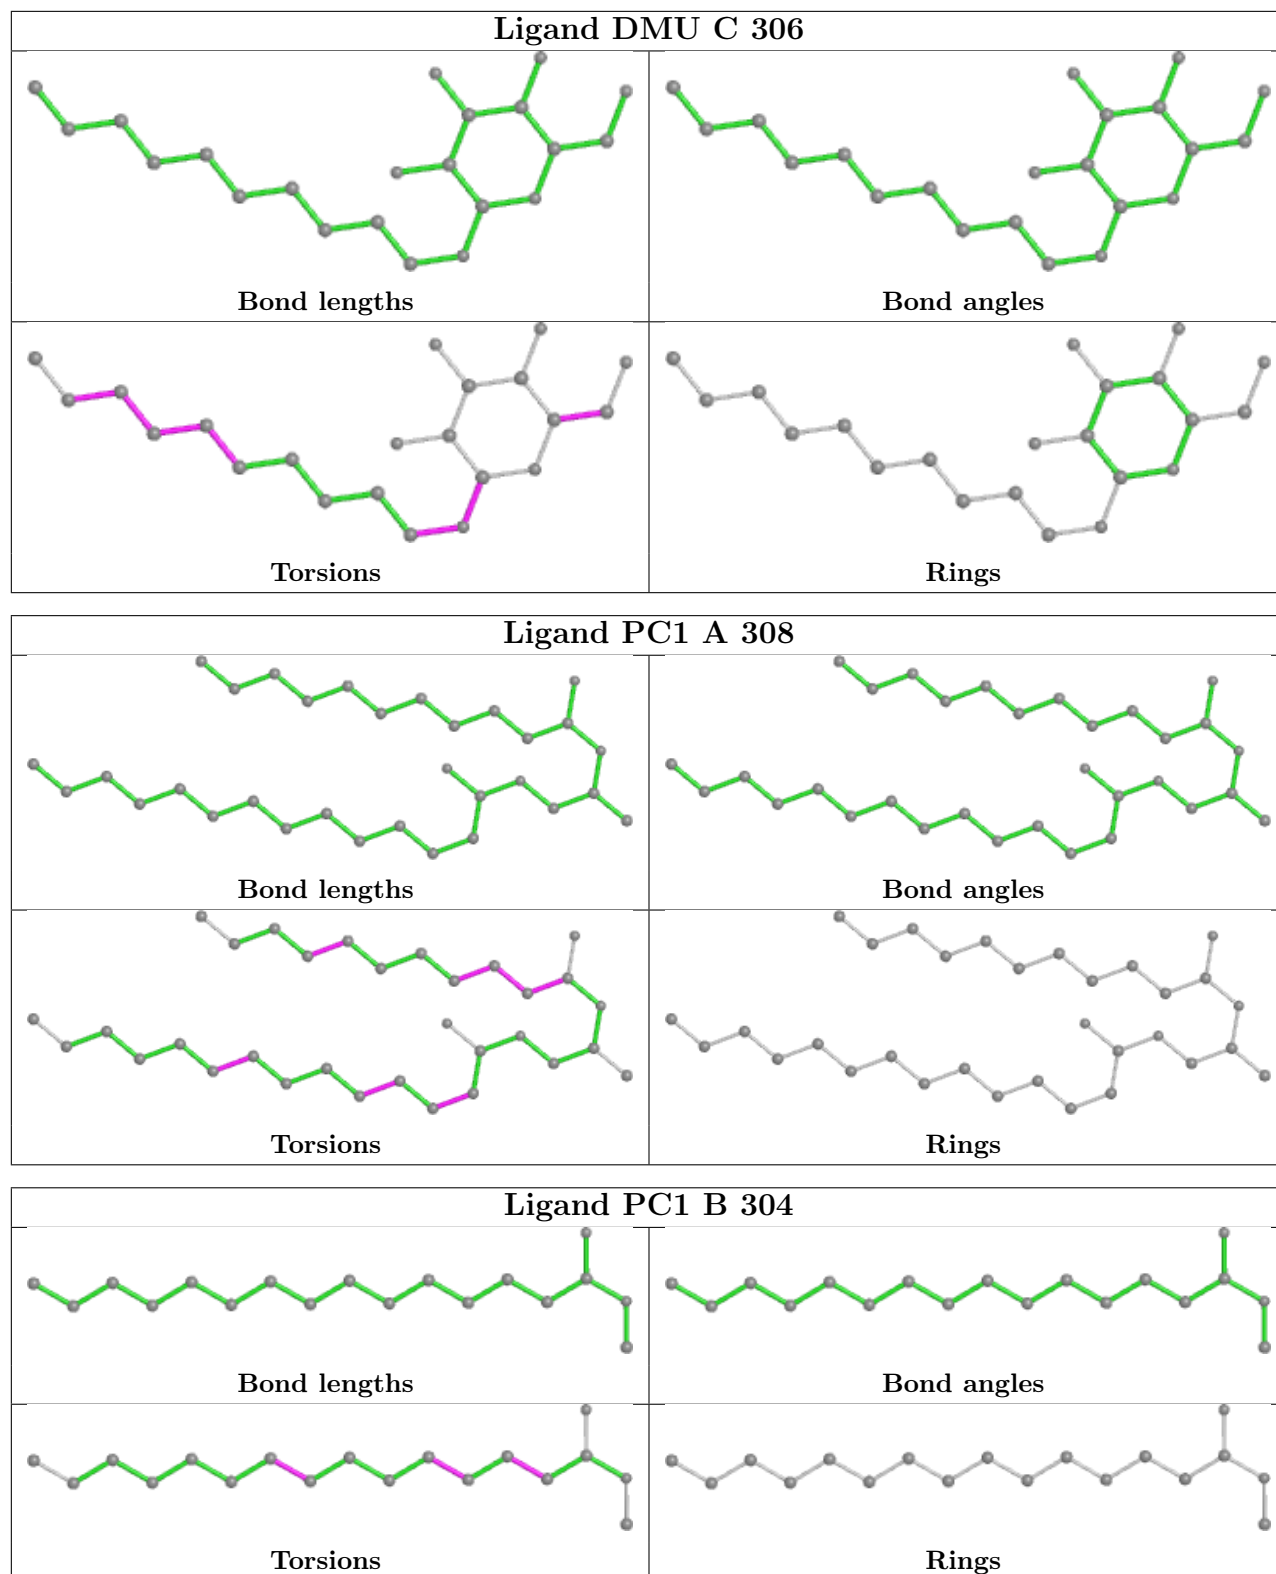 Ligand DMU C 306
Bond lengths
Bond angles
Torsions
Rings
Ligand PC1 A 308
Bond lengths
Bond angles
Torsions
Rings
Ligand PC1 B 304
Bond lengths
Bond angles
Torsions
Rings